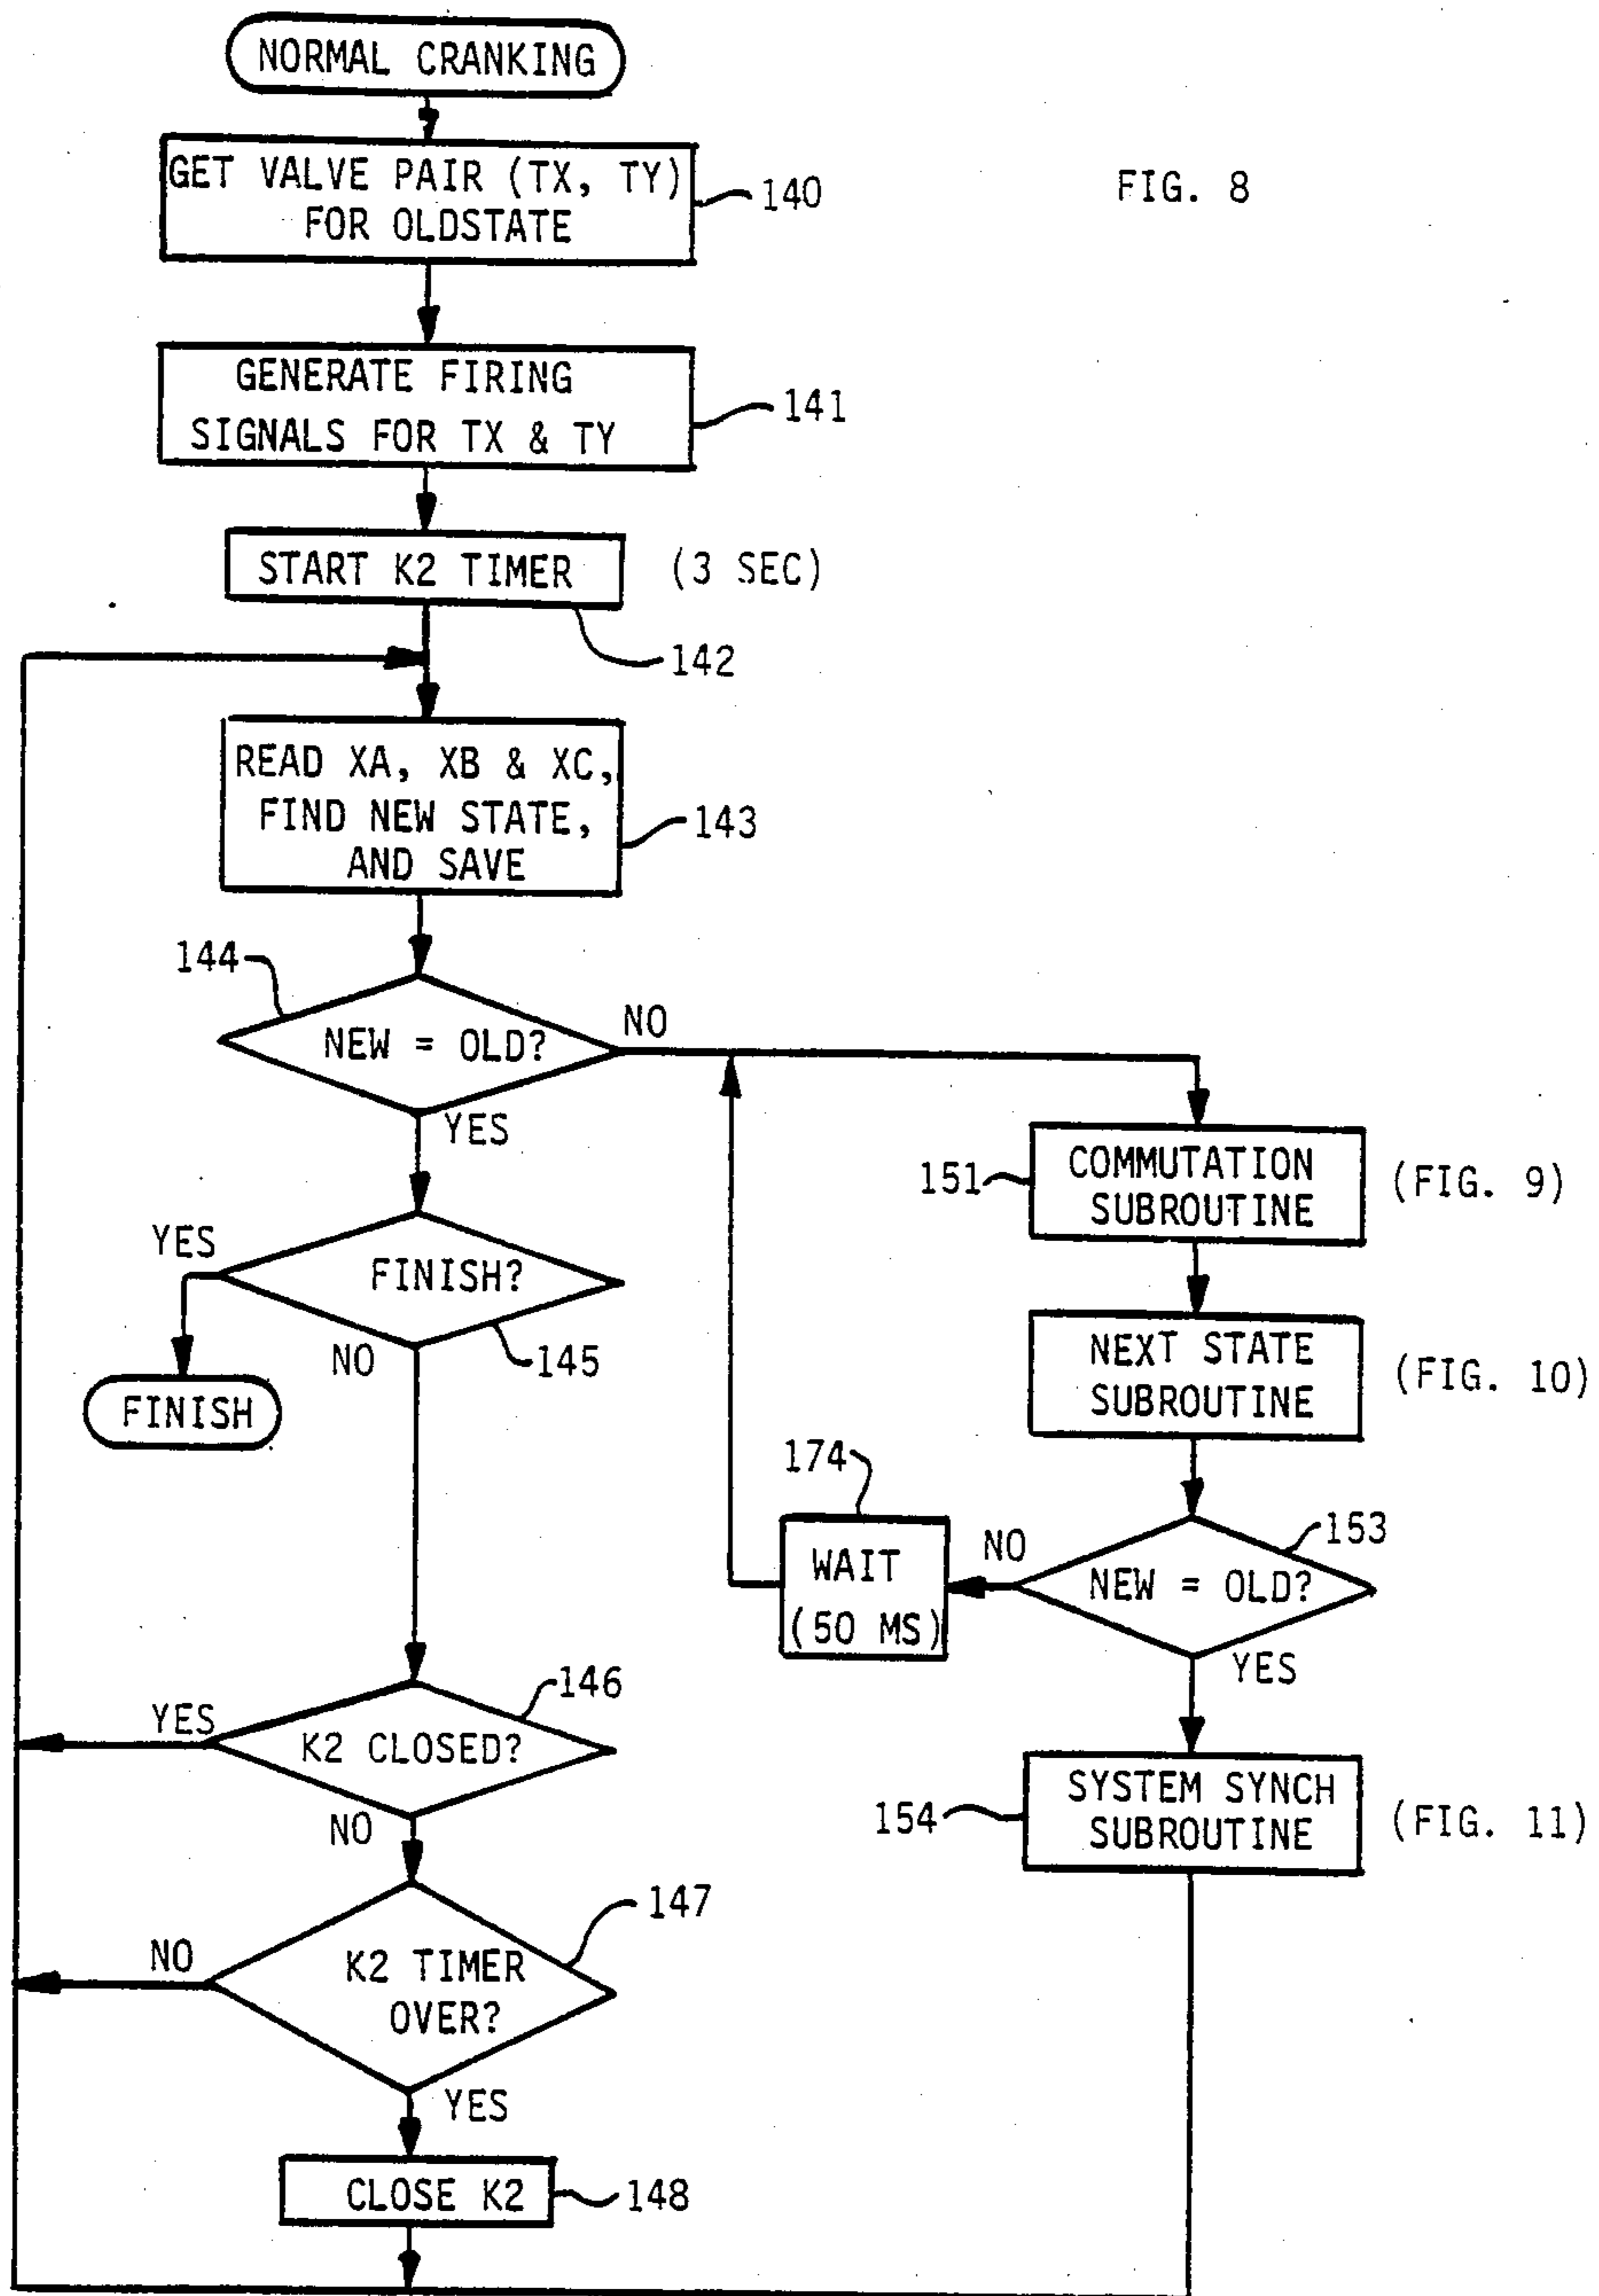 NORMAL CRANKING
GET VALVE PAIR (TX, TY)
FOR OLDSTATE
140
FIG. 8
GENERATE FIRING
SIGNALS FOR TX & TY
141
START K2 TIMER
(3 SEC)
142
READ XA, XB & XC,
FIND NEW STATE,
AND SAVE
143
144
NEW = OLD?
NO
YES
151
COMMUTATION
SUBROUTINE
(FIG. 9)
YES
FINISH?
145
NO
FINISH
NEXT STATE
SUBROUTINE
(FIG. 10)
174
WAIT
(50 MS)
NO
153
NEW = OLD?
YES
146
YES
K2 CLOSED?
NO
154
SYSTEM SYNCH
SUBROUTINE
(FIG. 11)
147
NO
K2 TIMER
OVER?
YES
CLOSE K2
148